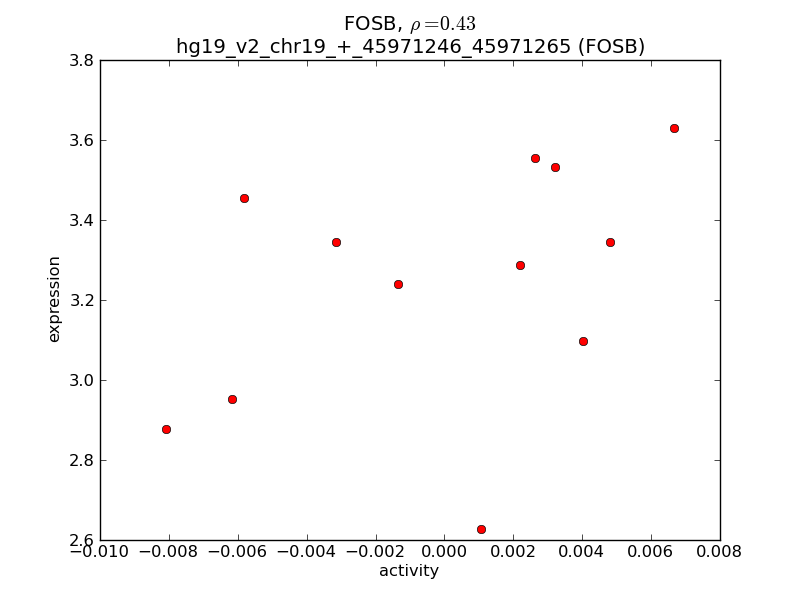 FOSB, ρ=0.43
hg19_v2_chr19_+_45971246_45971265 (FOSB)
3.8
3.6
3.4
3.2
3.0
2.8
2.6
expression
−0.010 −0.008 −0.006 −0.004 −0.002 0.000 0.002 0.004 0.006 0.008
activity